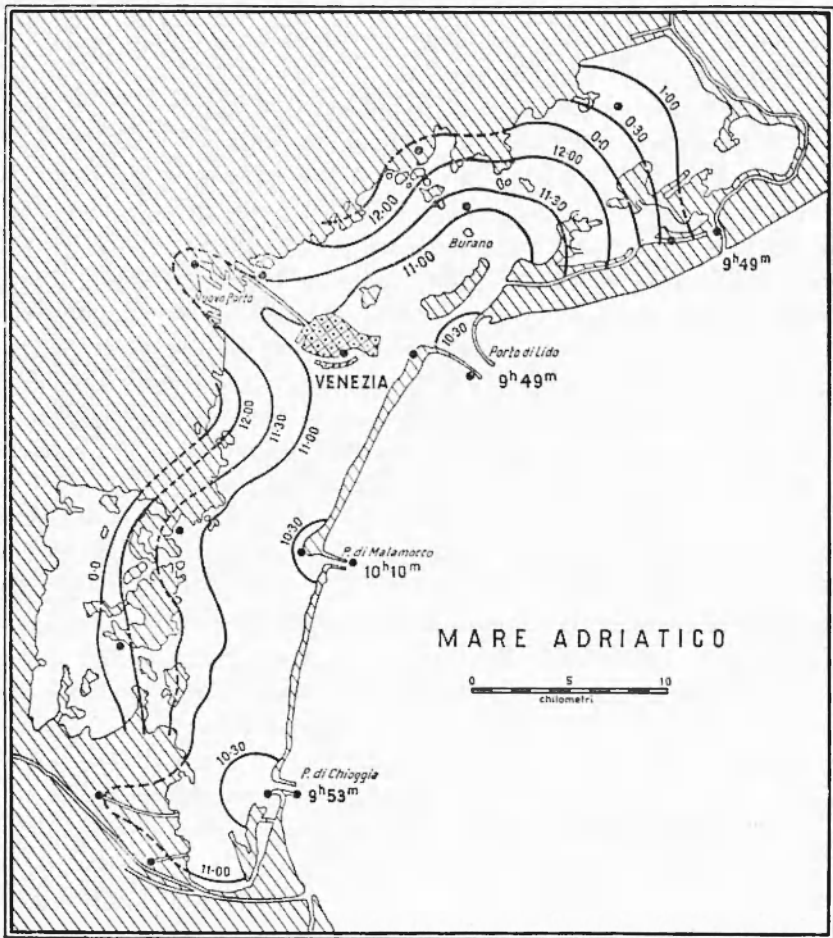 1·00
0·30
0·0
12·00
11·30
12·00
Burano
11·00
9ʰ49ᵐ
Nuovo Porto
10·30
Porto di Lido
VENEZIA
9ʰ49ᵐ
12·00
11·30
11·00
10·30
P. di Malamocco
10ʰ10ᵐ
0·0
MARE ADRIATICO
0 5 10
chilometri
10·30
P. di Chioggia
9ʰ53ᵐ
11·00